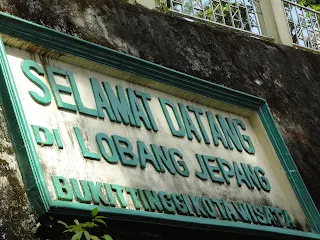 SELAMAT DATANG
DI LOBANG JEPANG
BUKITTINGGI KOTA WISATA